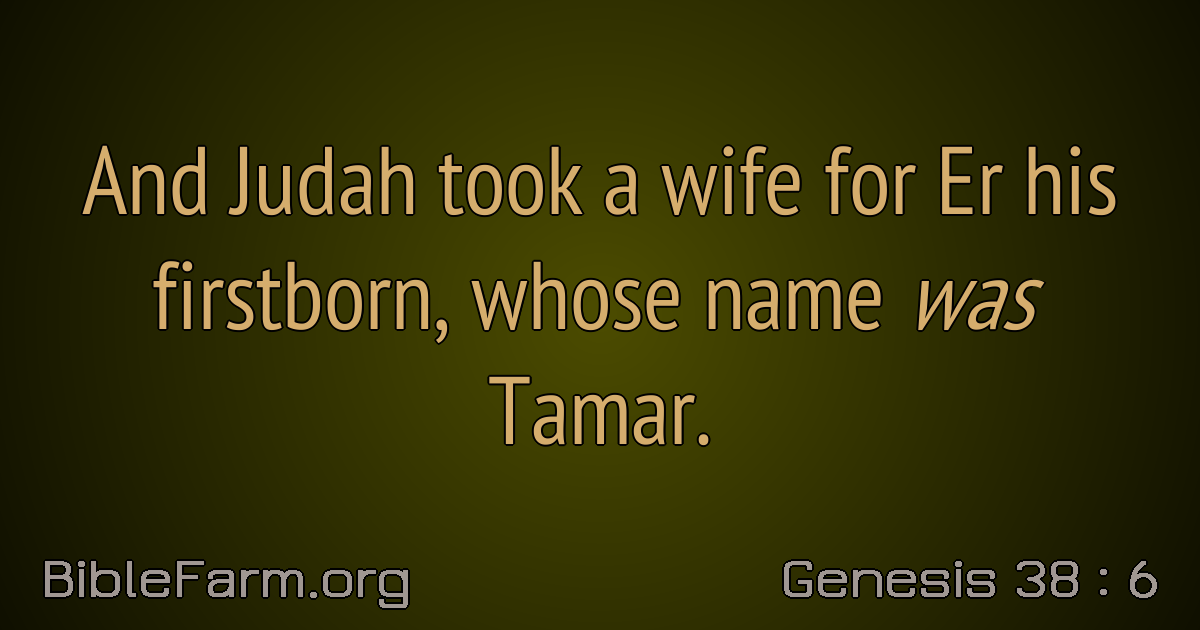 And Judah took a wife for Er his
firstborn, whose name was
Tamar.
BibleFarm.org
Genesis 38 : 6